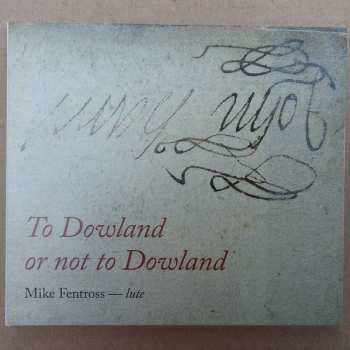 To Dowland
or not to Dowland
Mike Fentross — lute